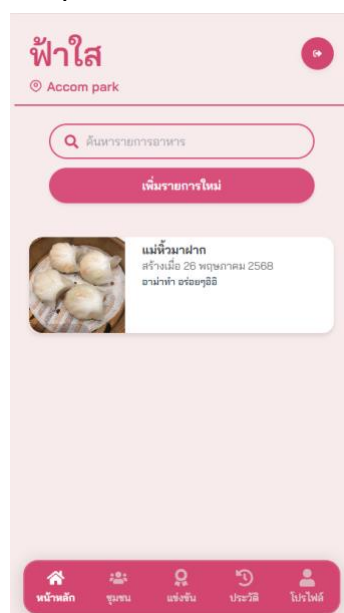 ฟ้าใส
Accom park
ค้นหารายการอาหาร
เพิ่มรายการใหม่
แม่หิ้วมาฝาก
สร้างเมื่อ 26 พฤษภาคม 2568
อาม่าทำ อร่อยๆอิอิ
หน้าหลัก ชุมชน แข่งขัน ประวัติ โปรไฟล์